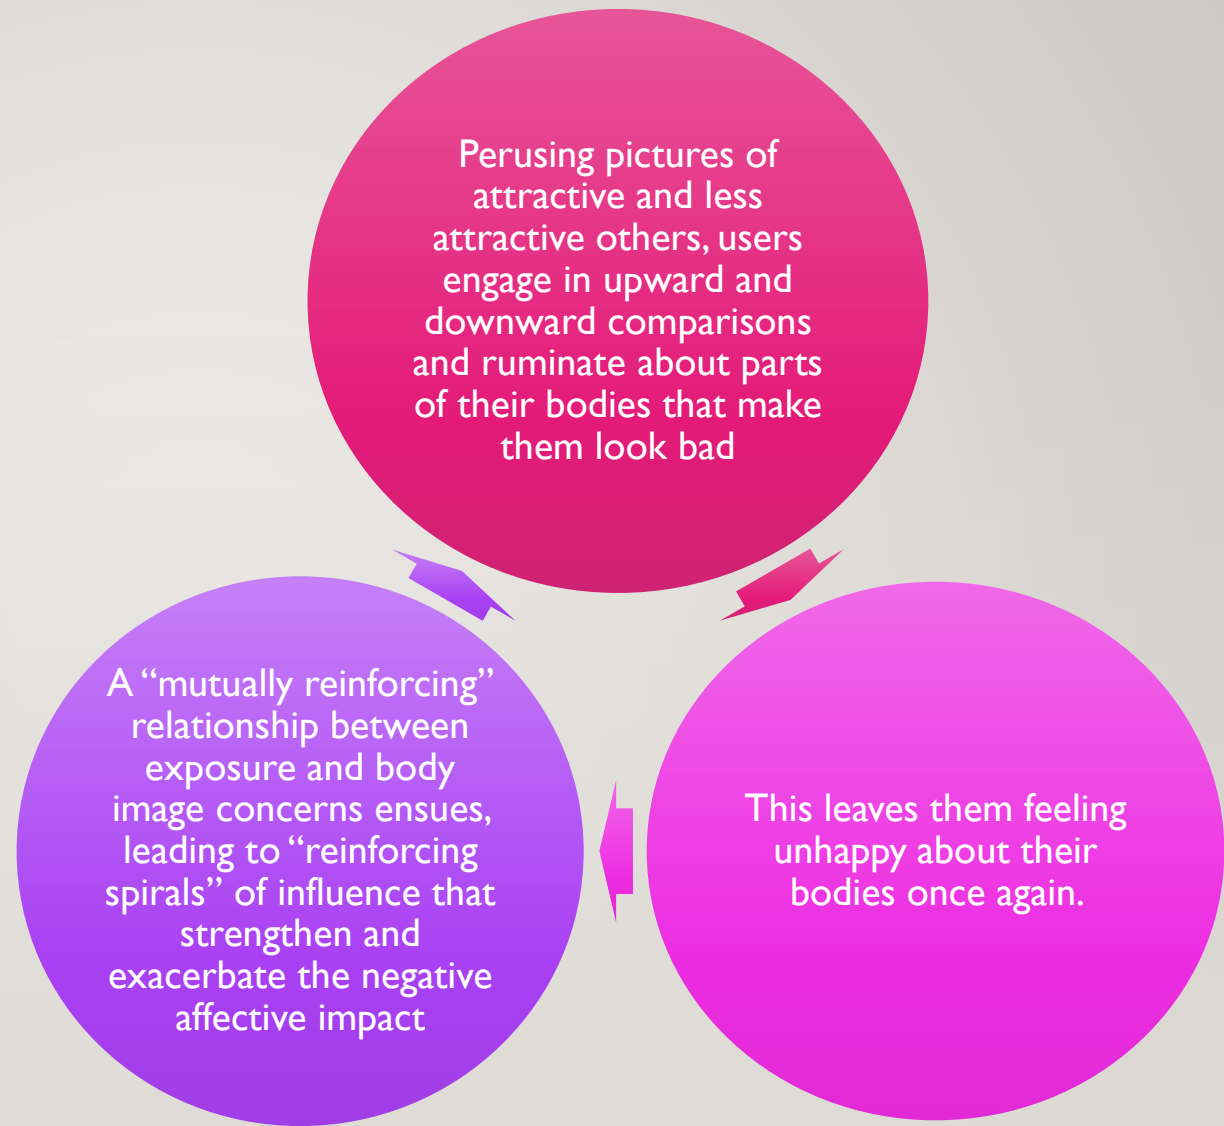 Perusing pictures of
attractive and less
attractive others, users
engage in upward and
downward comparisons
and ruminate about parts
of their bodies that make
them look bad
This leaves them feeling
unhappy about their
bodies once again.
A “mutually reinforcing”
relationship between
exposure and body
image concerns ensues,
leading to “reinforcing
spirals” of influence that
strengthen and
exacerbate the negative
affective impact